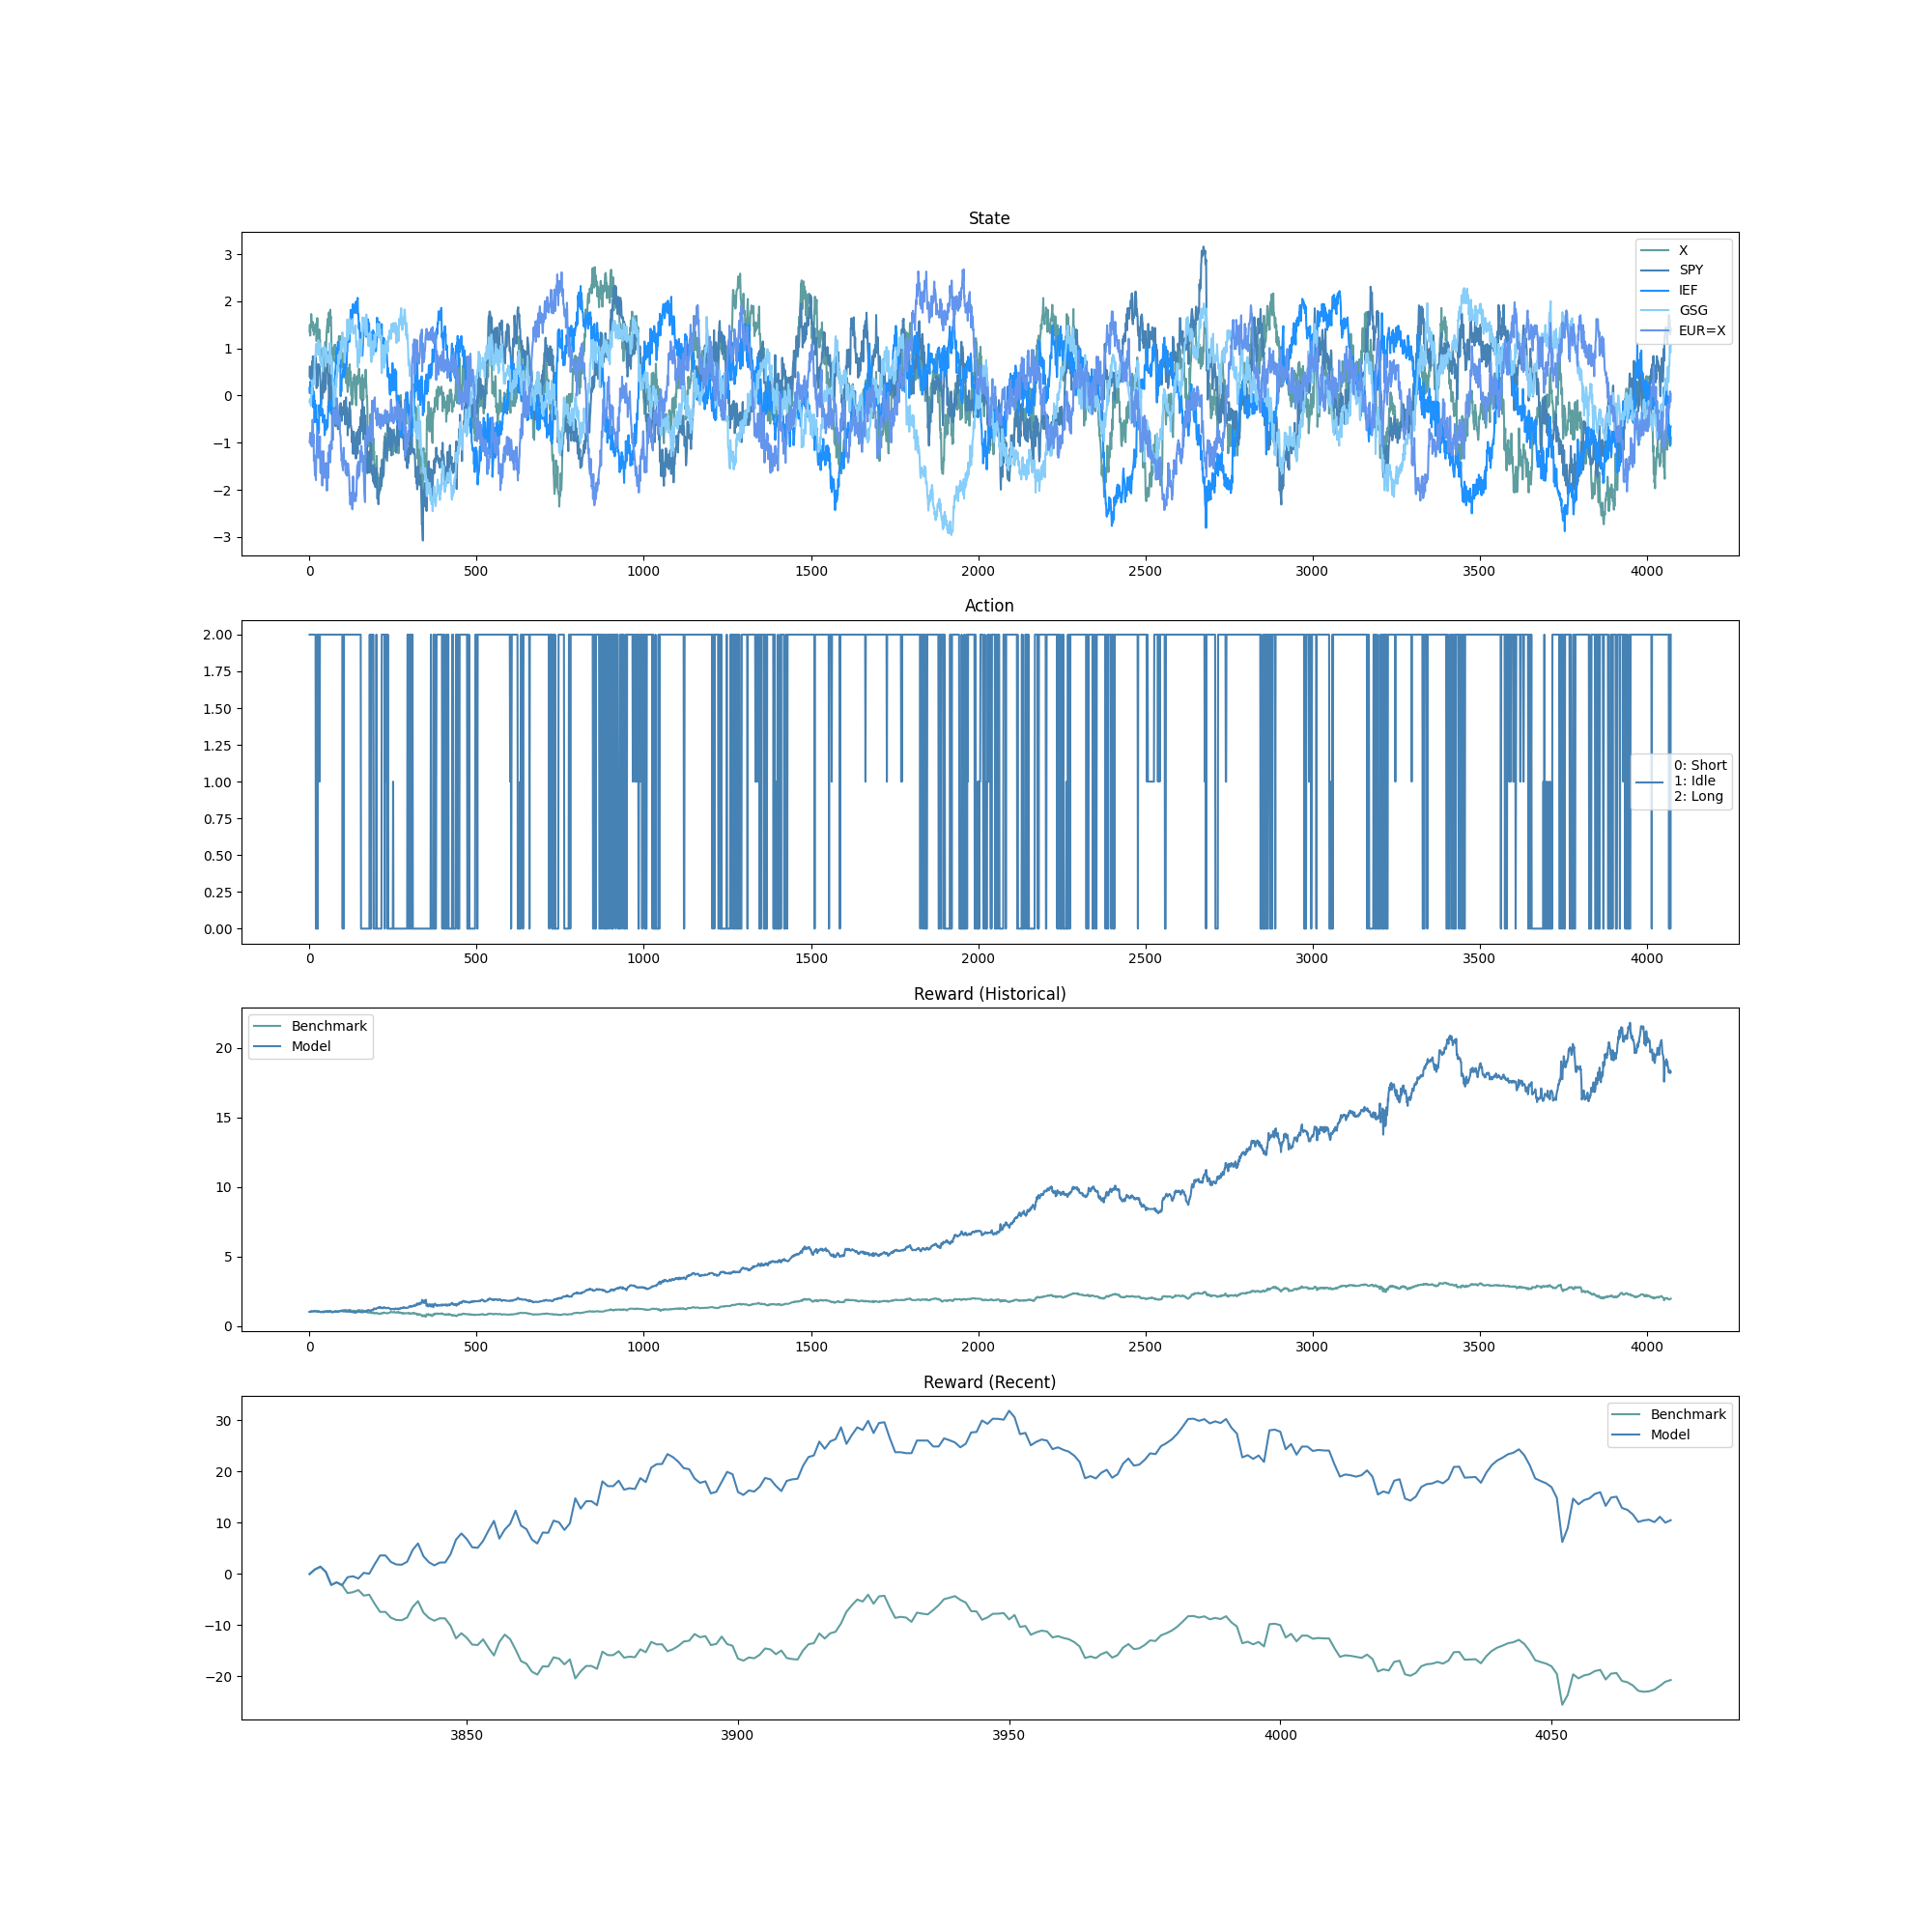 State
3
2
1
0
−1
−2
−3
X
SPY
IEF
GSG
EUR=X
0 500 1000 1500 2000 2500 3000 3500 4000
Action
2.00
1.75
1.50
1.25
1.00
0.75
0.50
0.25
0.00
0: Short
1: Idle
2: Long
0 500 1000 1500 2000 2500 3000 3500 4000
Reward (Historical)
Benchmark
Model
20
15
10
5
0
0 500 1000 1500 2000 2500 3000 3500 4000
Reward (Recent)
Benchmark
Model
30
20
10
0
−10
−20
3850 3900 3950 4000 4050